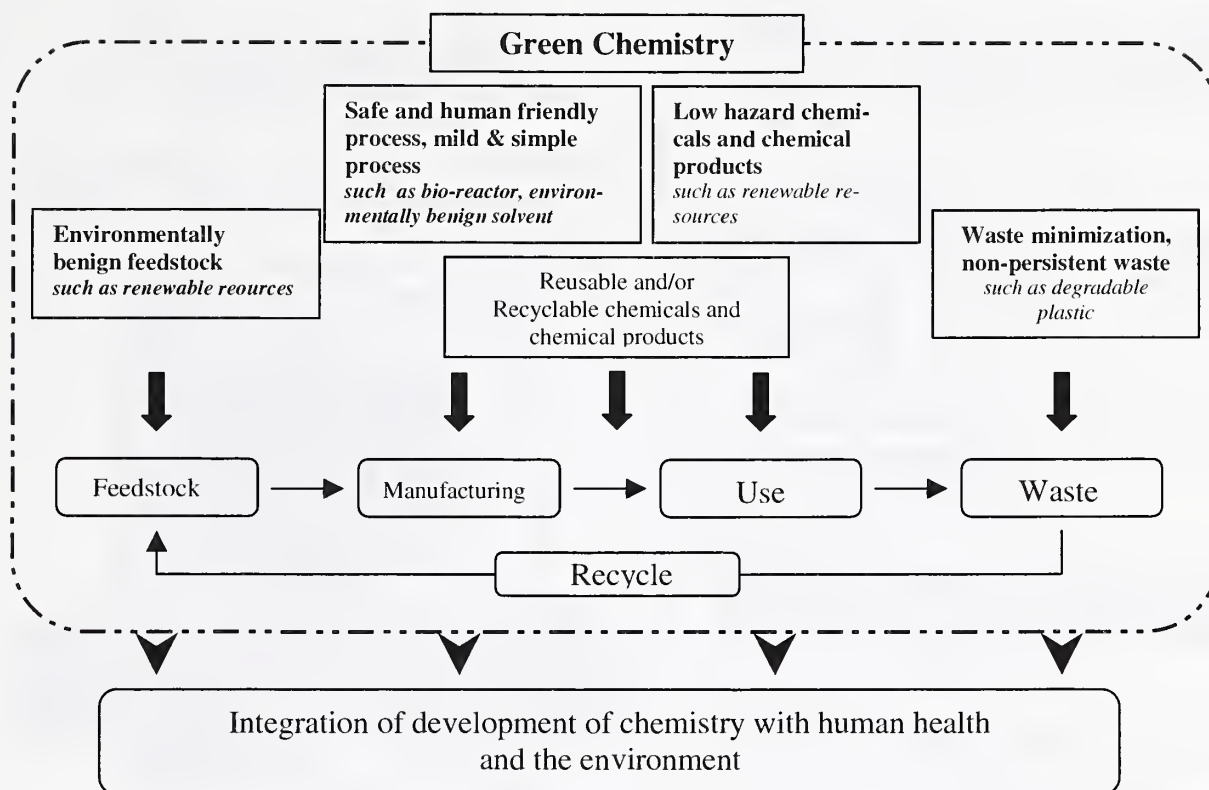 Green Chemistry
Safe and human friendly
process, mild & simple
process
such as bio-reactor, environ-
mentally benign solvent
Low hazard chemi-
cals and chemical
products
such as renewable re-
sources
Environmentally
benign feedstock
such as renewable reources
Reusable and/or
Recyclable chemicals and
chemical products
Waste minimization,
non-persistent waste
such as degradable
plastic
Feedstock
Manufacturing
Use
Waste
Recycle
Integration of development of chemistry with human health
and the environment